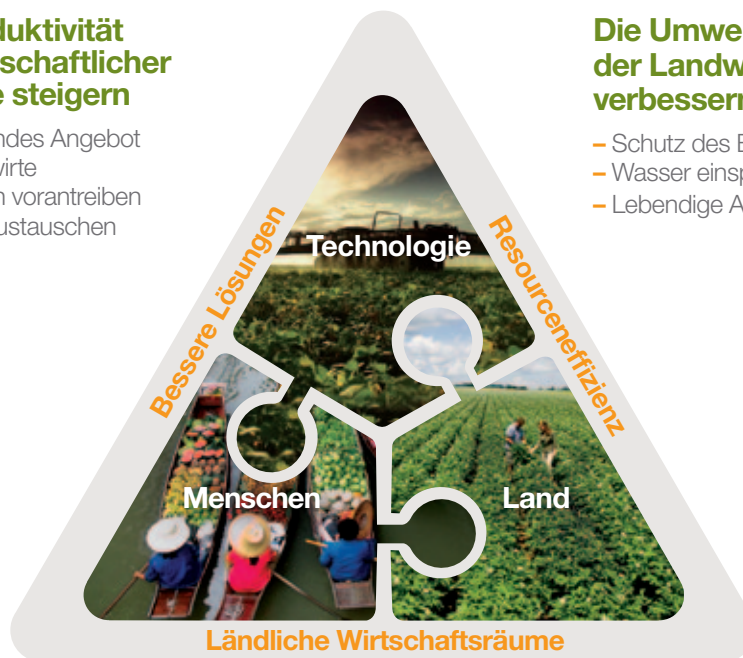 duktivität
schaftlicher
e steigern
ndes Angebot
virte
n vorantreiben
ustauschen
Die Umwe
der Landw
verbesser
– Schutz des
– Wasser einsp
– Lebendige A
Technologie
Bessere Lösungen
Resourceneffizienz
Menschen
Land
Ländliche Wirtschaftsräume